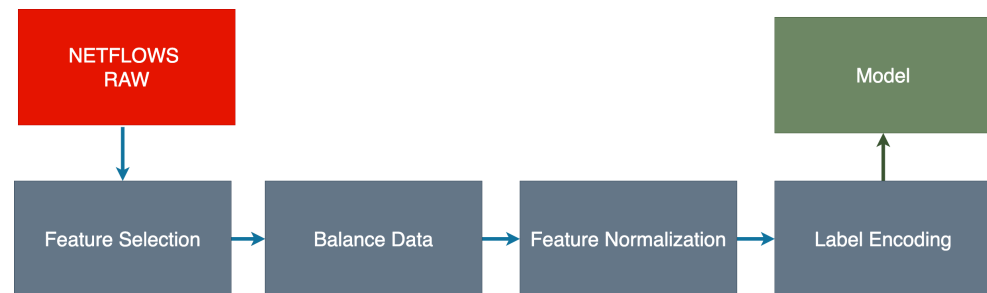 NETFLOWS
RAW
Model
Feature Selection
Balance Data
Feature Normalization
Label Encoding